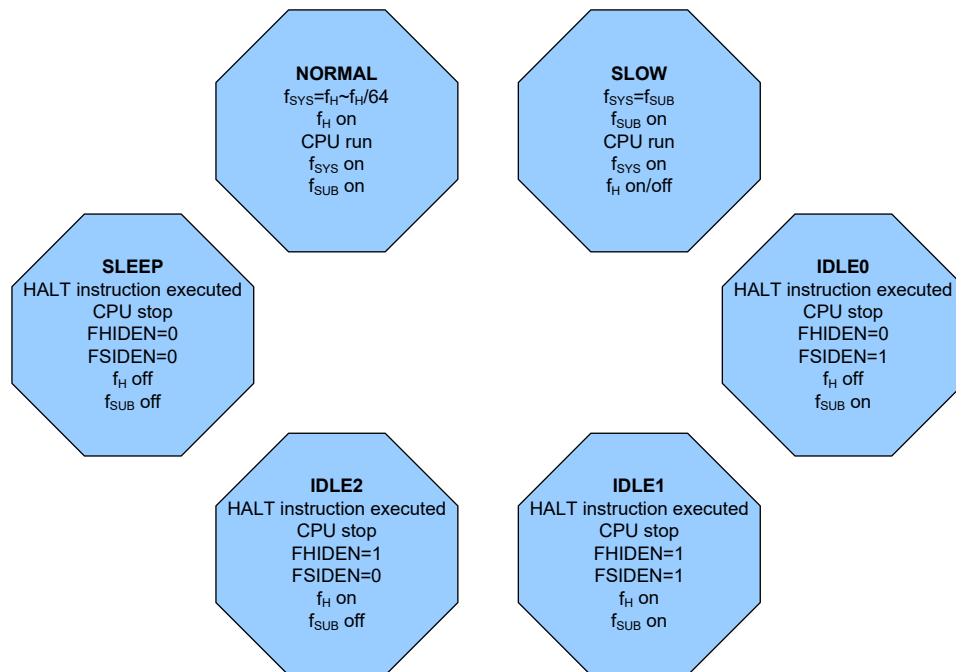 NORMAL
fSYS=fH~fH/64
fH on
CPU run
fSYS on
fSUB on
SLOW
fSYS=fSUB
fSUB on
CPU run
fSYS on
fH on/off
SLEEP
HALT instruction executed
CPU stop
FHIDEN=0
FSIDEN=0
fH off
fSUB off
IDLE0
HALT instruction executed
CPU stop
FHIDEN=0
FSIDEN=1
fH off
fSUB on
IDLE2
HALT instruction executed
CPU stop
FHIDEN=1
FSIDEN=0
fH on
fSUB off
IDLE1
HALT instruction executed
CPU stop
FHIDEN=1
FSIDEN=1
fH on
fSUB on